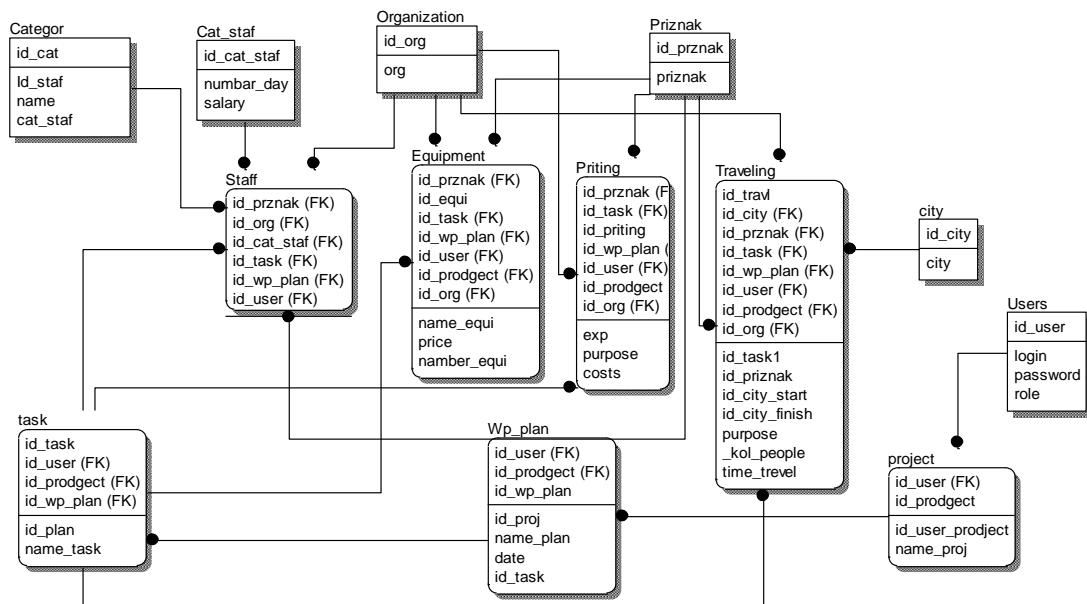 Categor
id_cat
Id_staf
name
cat_staf
Cat_staff
id_cat_staf
numbar_day
salary
Organization
id_org
org
Priznak
id_prznak
priznak
Staff
id_prznak (FK)
id_org (FK)
id_cat_staf (FK)
id_task (FK)
id_wp_plan (FK)
id_user (FK)
Equipment
id_prznak (FK)
id_equi
id_task (FK)
id_wp_plan (FK)
id_user (FK)
id_prodgect (FK)
id_org (FK)
name_equi
price
namber_equi
Priting
id_prznak (F
id_task (FK)
id_priting
id_wp_plan (
id_user (FK)
id_prodgect
id_org (FK)
exp
purpose
costs
Traveling
id_travl
id_city (FK)
id_prznak (FK)
id_task (FK)
id_wp_plan (FK)
id_user (FK)
id_prodgect (FK)
id_org (FK)
id_task1
id_priznak
id_city_start
id_city_finish
purpose
_kol_people
time_trevel
city
id_city
city
Users
id_user
login
password
role
task
id_task
id_user (FK)
id_prodgect (FK)
id_wp_plan (FK)
id_plan
name_task
Wp_plan
id_user (FK)
id_prodgect (FK)
id_wp_plan
id_proj
name_plan
date
id_task
project
id_user (FK)
id_prodgect
id_user_prodject
name_proj